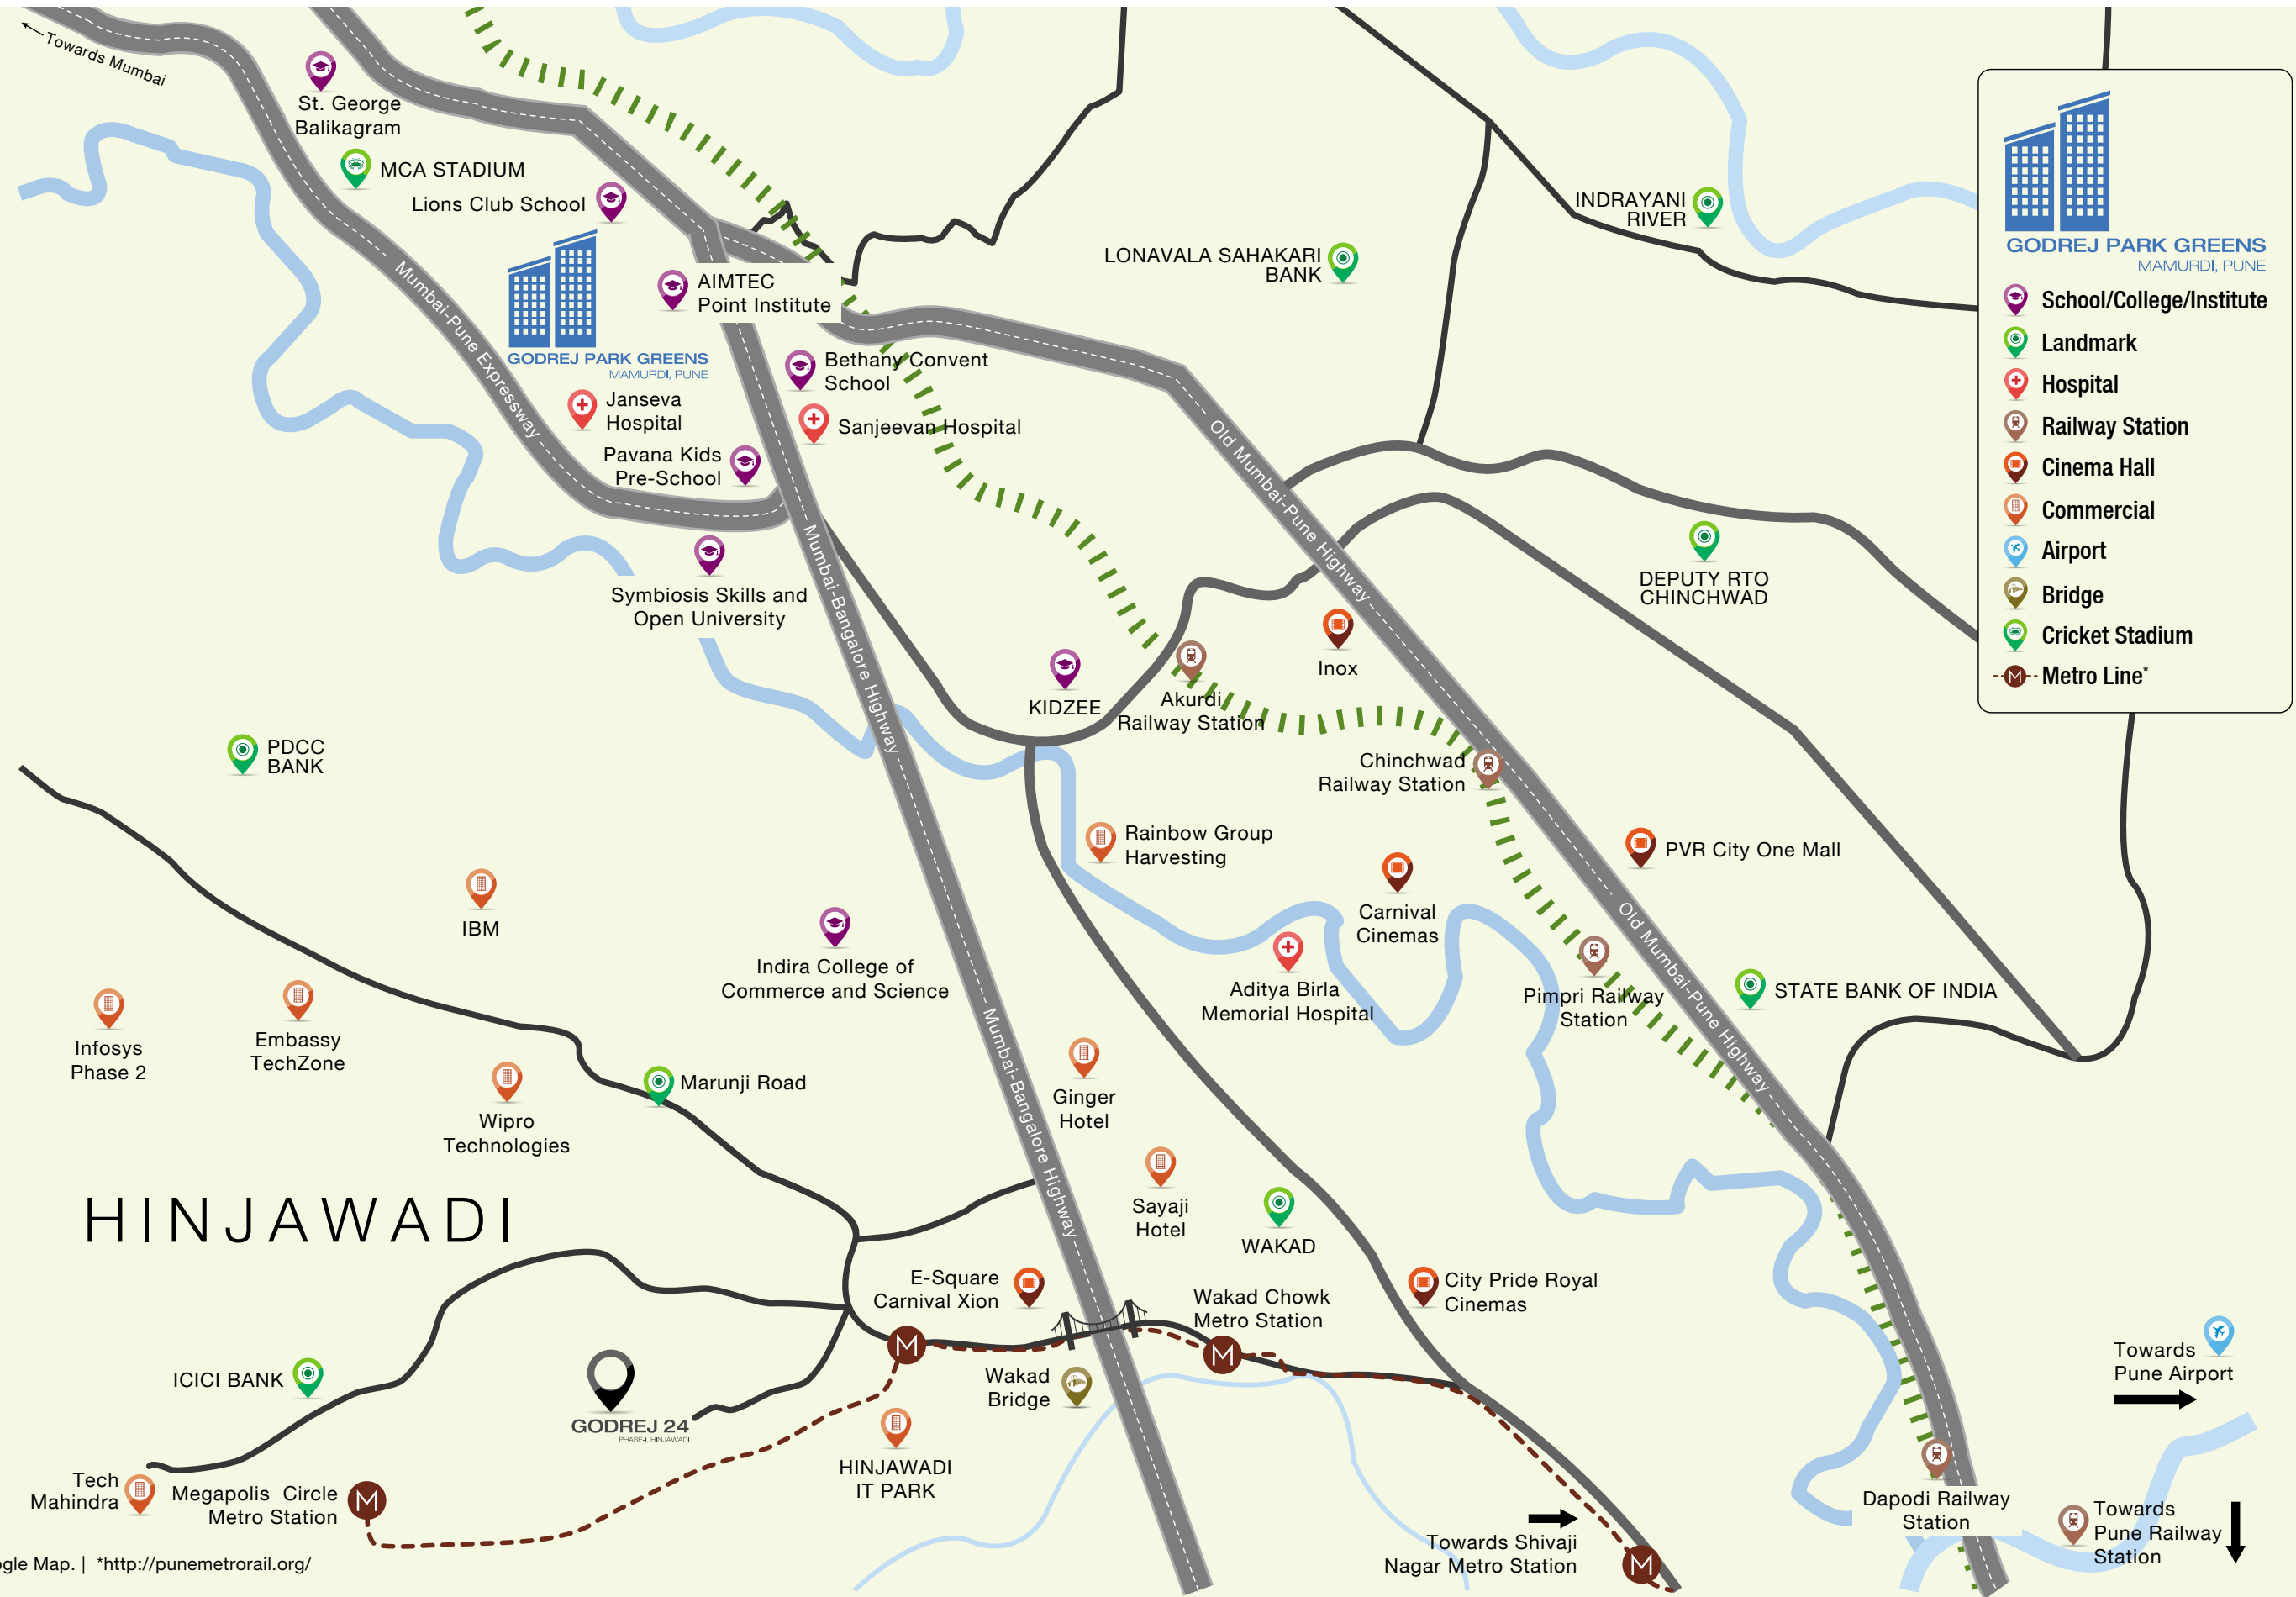 Towards Mumbai
St. George
Balikagram
MCA STADIUM
Lions Club School
GODREJ PARK GREENS
MAMURDI, PUNE
AIMTEC
Point Institute
Mumbai-Pune Expressway
Janseva
Hospital
Bethany Convent
School
Sanjeevan Hospital
Pavana Kids
Pre-School
Symbiosis Skills and
Open University
LONAVALA SAHAKARI
BANK
INDRAYANI
RIVER
Old Mumbai-Pune Highway
Mumbai-Bangalore Highway
DEPUTY RTO
CHINCHWAD
Inox
KIDZEE
Akurdi
Railway Station
Chinchwad
Railway Station
PDCC
BANK
Rainbow Group
Harvesting
PVR City One Mall
IBM
Carnival
Cinemas
Indira College of
Commerce and Science
Aditya Birla
Memorial Hospital
Pimpri Railway
Station
STATE BANK OF INDIA
Old Mumbai-Pune Highway
Infosys
Phase 2
Embassy
TechZone
Wipro
Technologies
Marunji Road
Mumbai-Bangalore Highway
Ginger
Hotel
Sayaji
Hotel
WAKAD
HINJAWADI
E-Square
Carnival Xion
M
Wakad Chowk
Metro Station
M
City Pride Royal
Cinemas
Wakad
Bridge
ICICI BANK
GODREJ 24
PHASE-I, HINJAWADI
HINJAWADI
IT PARK
Tech
Mahindra
Megapolis Circle
Metro Station
M
Towards Shivaji
Nagar Metro Station
M
Dapodi Railway
Station
Towards
Pune Airport
Towards
Pune Railway
Station
gle Map. | *http://punemetrorail.org/
GODREJ PARK GREENS
MAMURDI, PUNE
School/College/Institute
Landmark
Hospital
Railway Station
Cinema Hall
Commercial
Airport
Bridge
Cricket Stadium
M Metro Line*